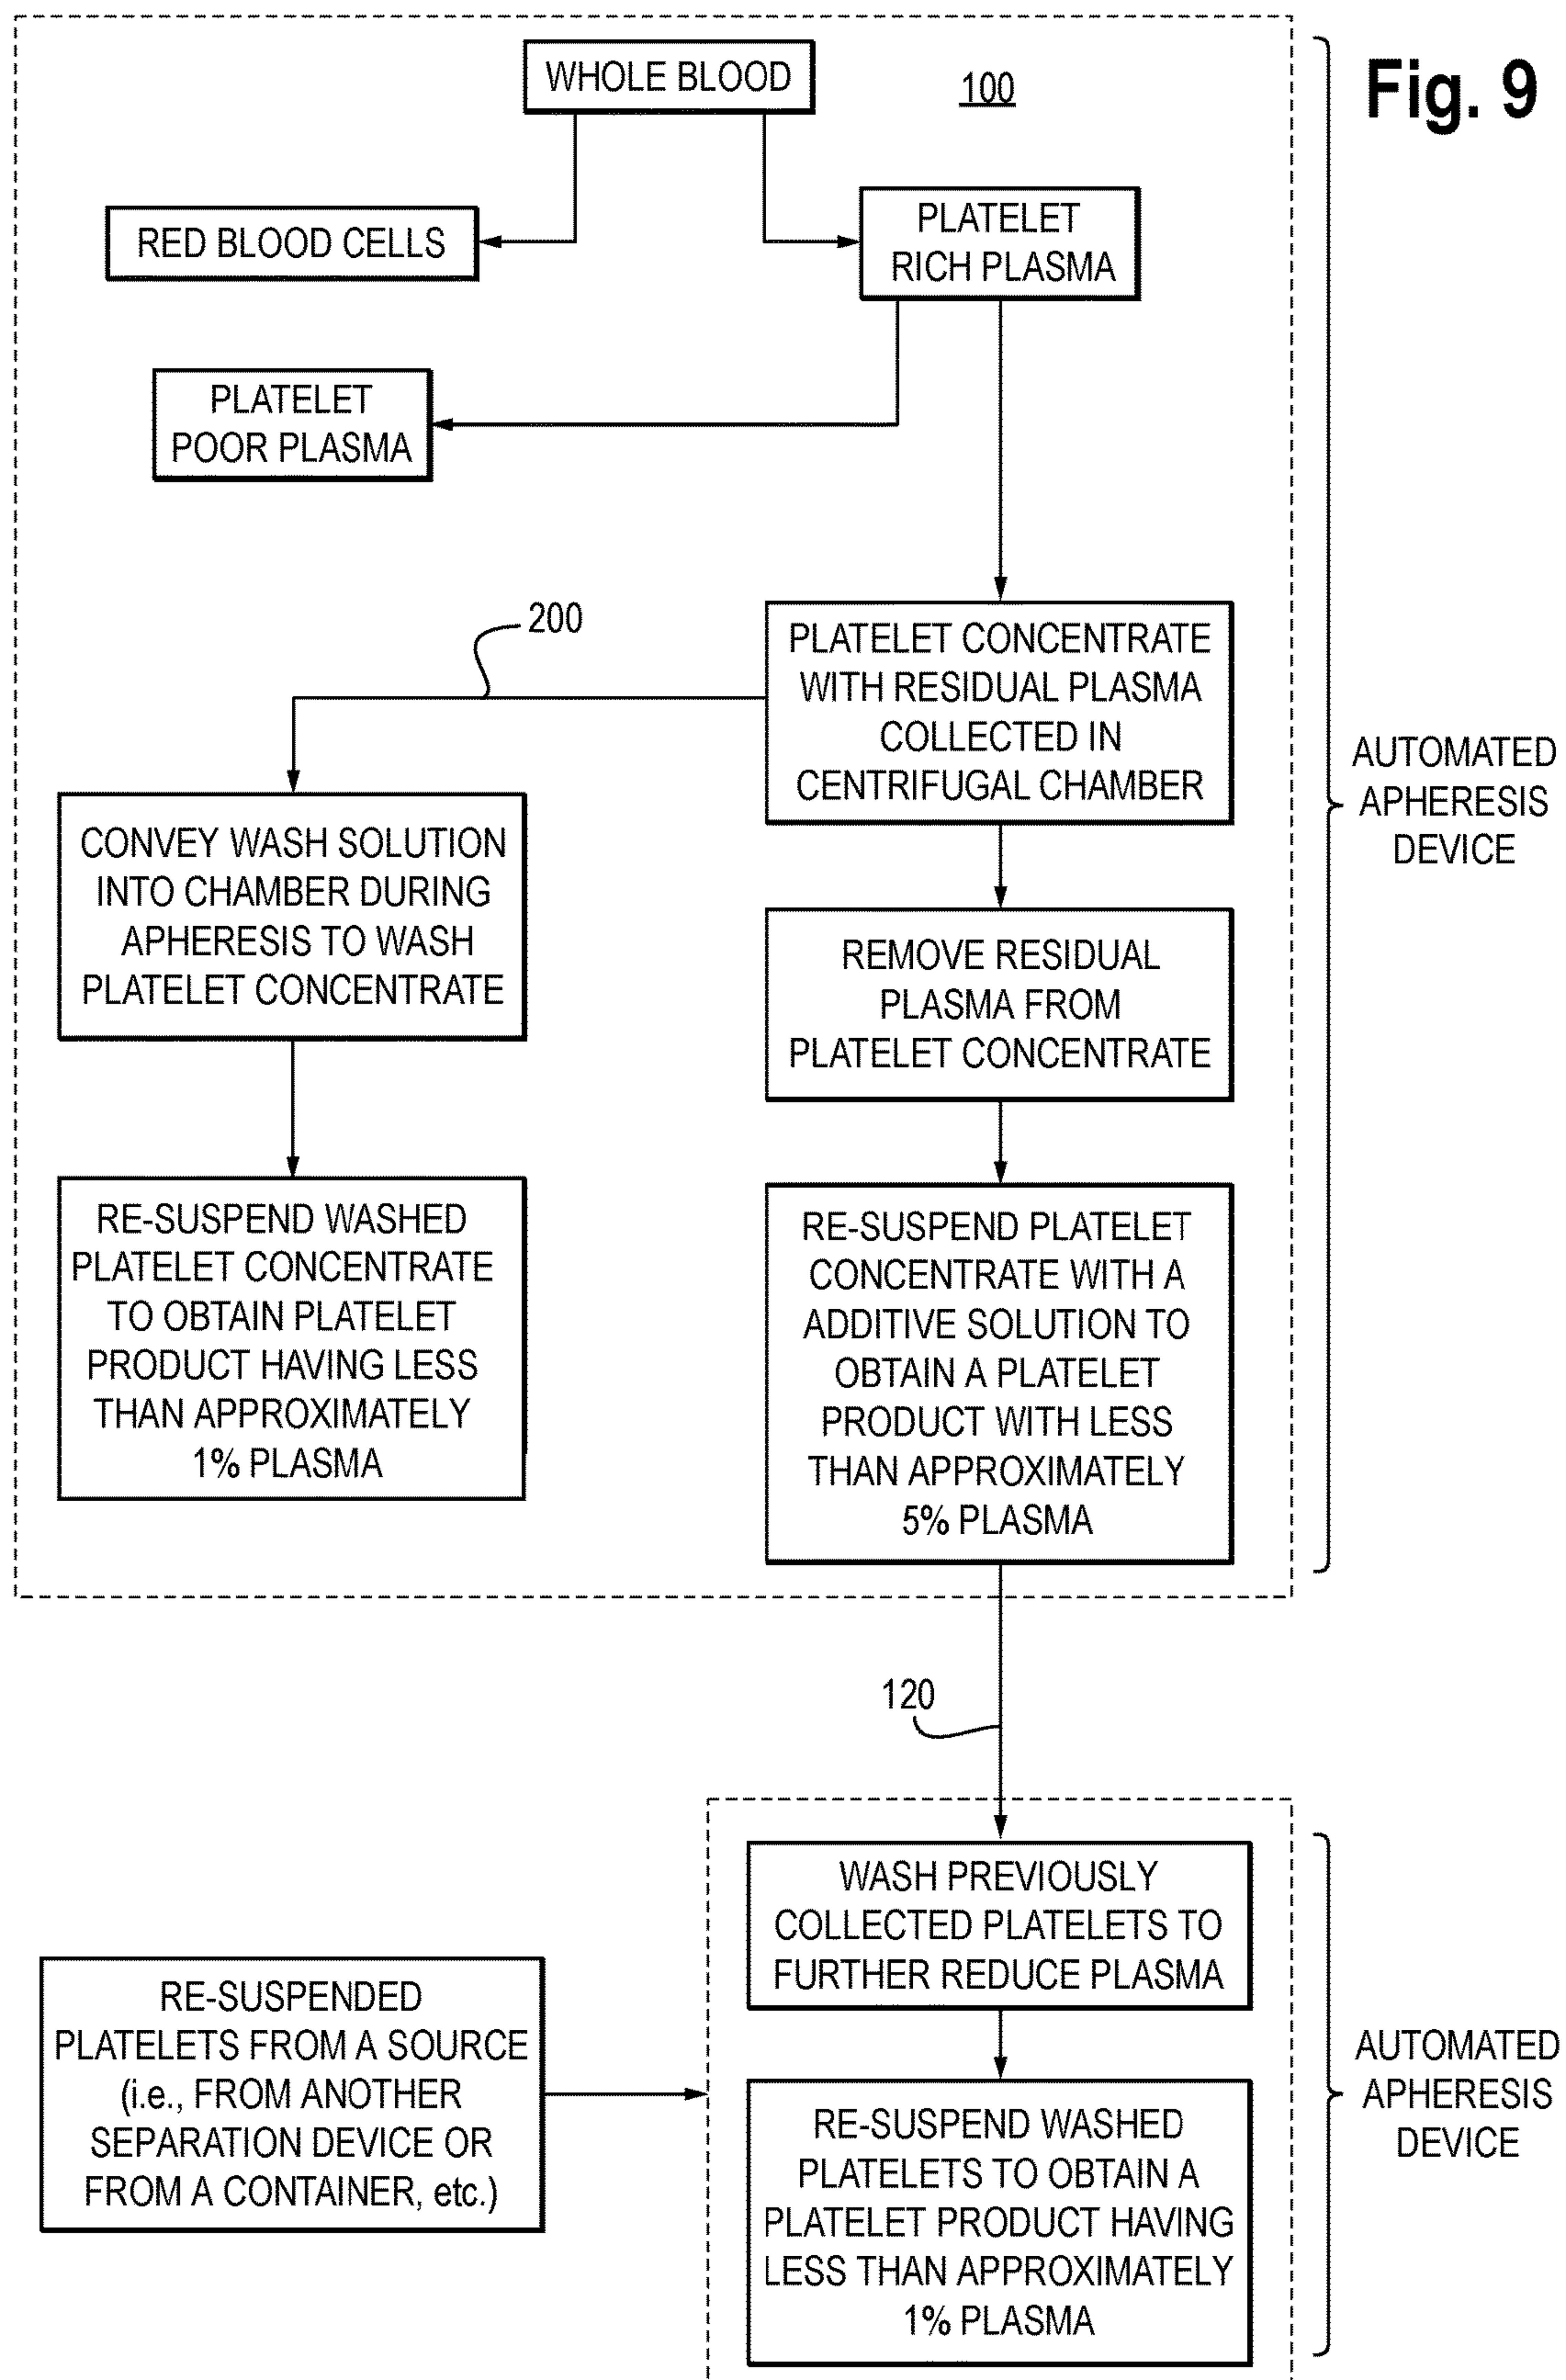 Fig. 9
WHOLE BLOOD
100
RED BLOOD CELLS
PLATELET
RICH PLASMA
PLATELET
POOR PLASMA
200
PLATELET CONCENTRATE
WITH RESIDUAL PLASMA
COLLECTED IN
CENTRIFUGAL CHAMBER
AUTOMATED
APHERESIS
DEVICE
CONVEY WASH SOLUTION
INTO CHAMBER DURING
APHERESIS TO WASH
PLATELET CONCENTRATE
REMOVE RESIDUAL
PLASMA FROM
PLATELET CONCENTRATE
RE-SUSPEND WASHED
PLATELET CONCENTRATE
TO OBTAIN PLATELET
PRODUCT HAVING LESS
THAN APPROXIMATELY
1% PLASMA
RE-SUSPEND PLATELET
CONCENTRATE WITH A
ADDITIVE SOLUTION TO
OBTAIN A PLATELET
PRODUCT WITH LESS
THAN APPROXIMATELY
5% PLASMA
120
WASH PREVIOUSLY
COLLECTED PLATELETS TO
FURTHER REDUCE PLASMA
RE-SUSPENDED
PLATELETS FROM A SOURCE
(i.e., FROM ANOTHER
SEPARATION DEVICE OR
FROM A CONTAINER, etc.)
AUTOMATED
APHERESIS
DEVICE
RE-SUSPEND WASHED
PLATELETS TO OBTAIN A
PLATELET PRODUCT HAVING
LESS THAN APPROXIMATELY
1% PLASMA